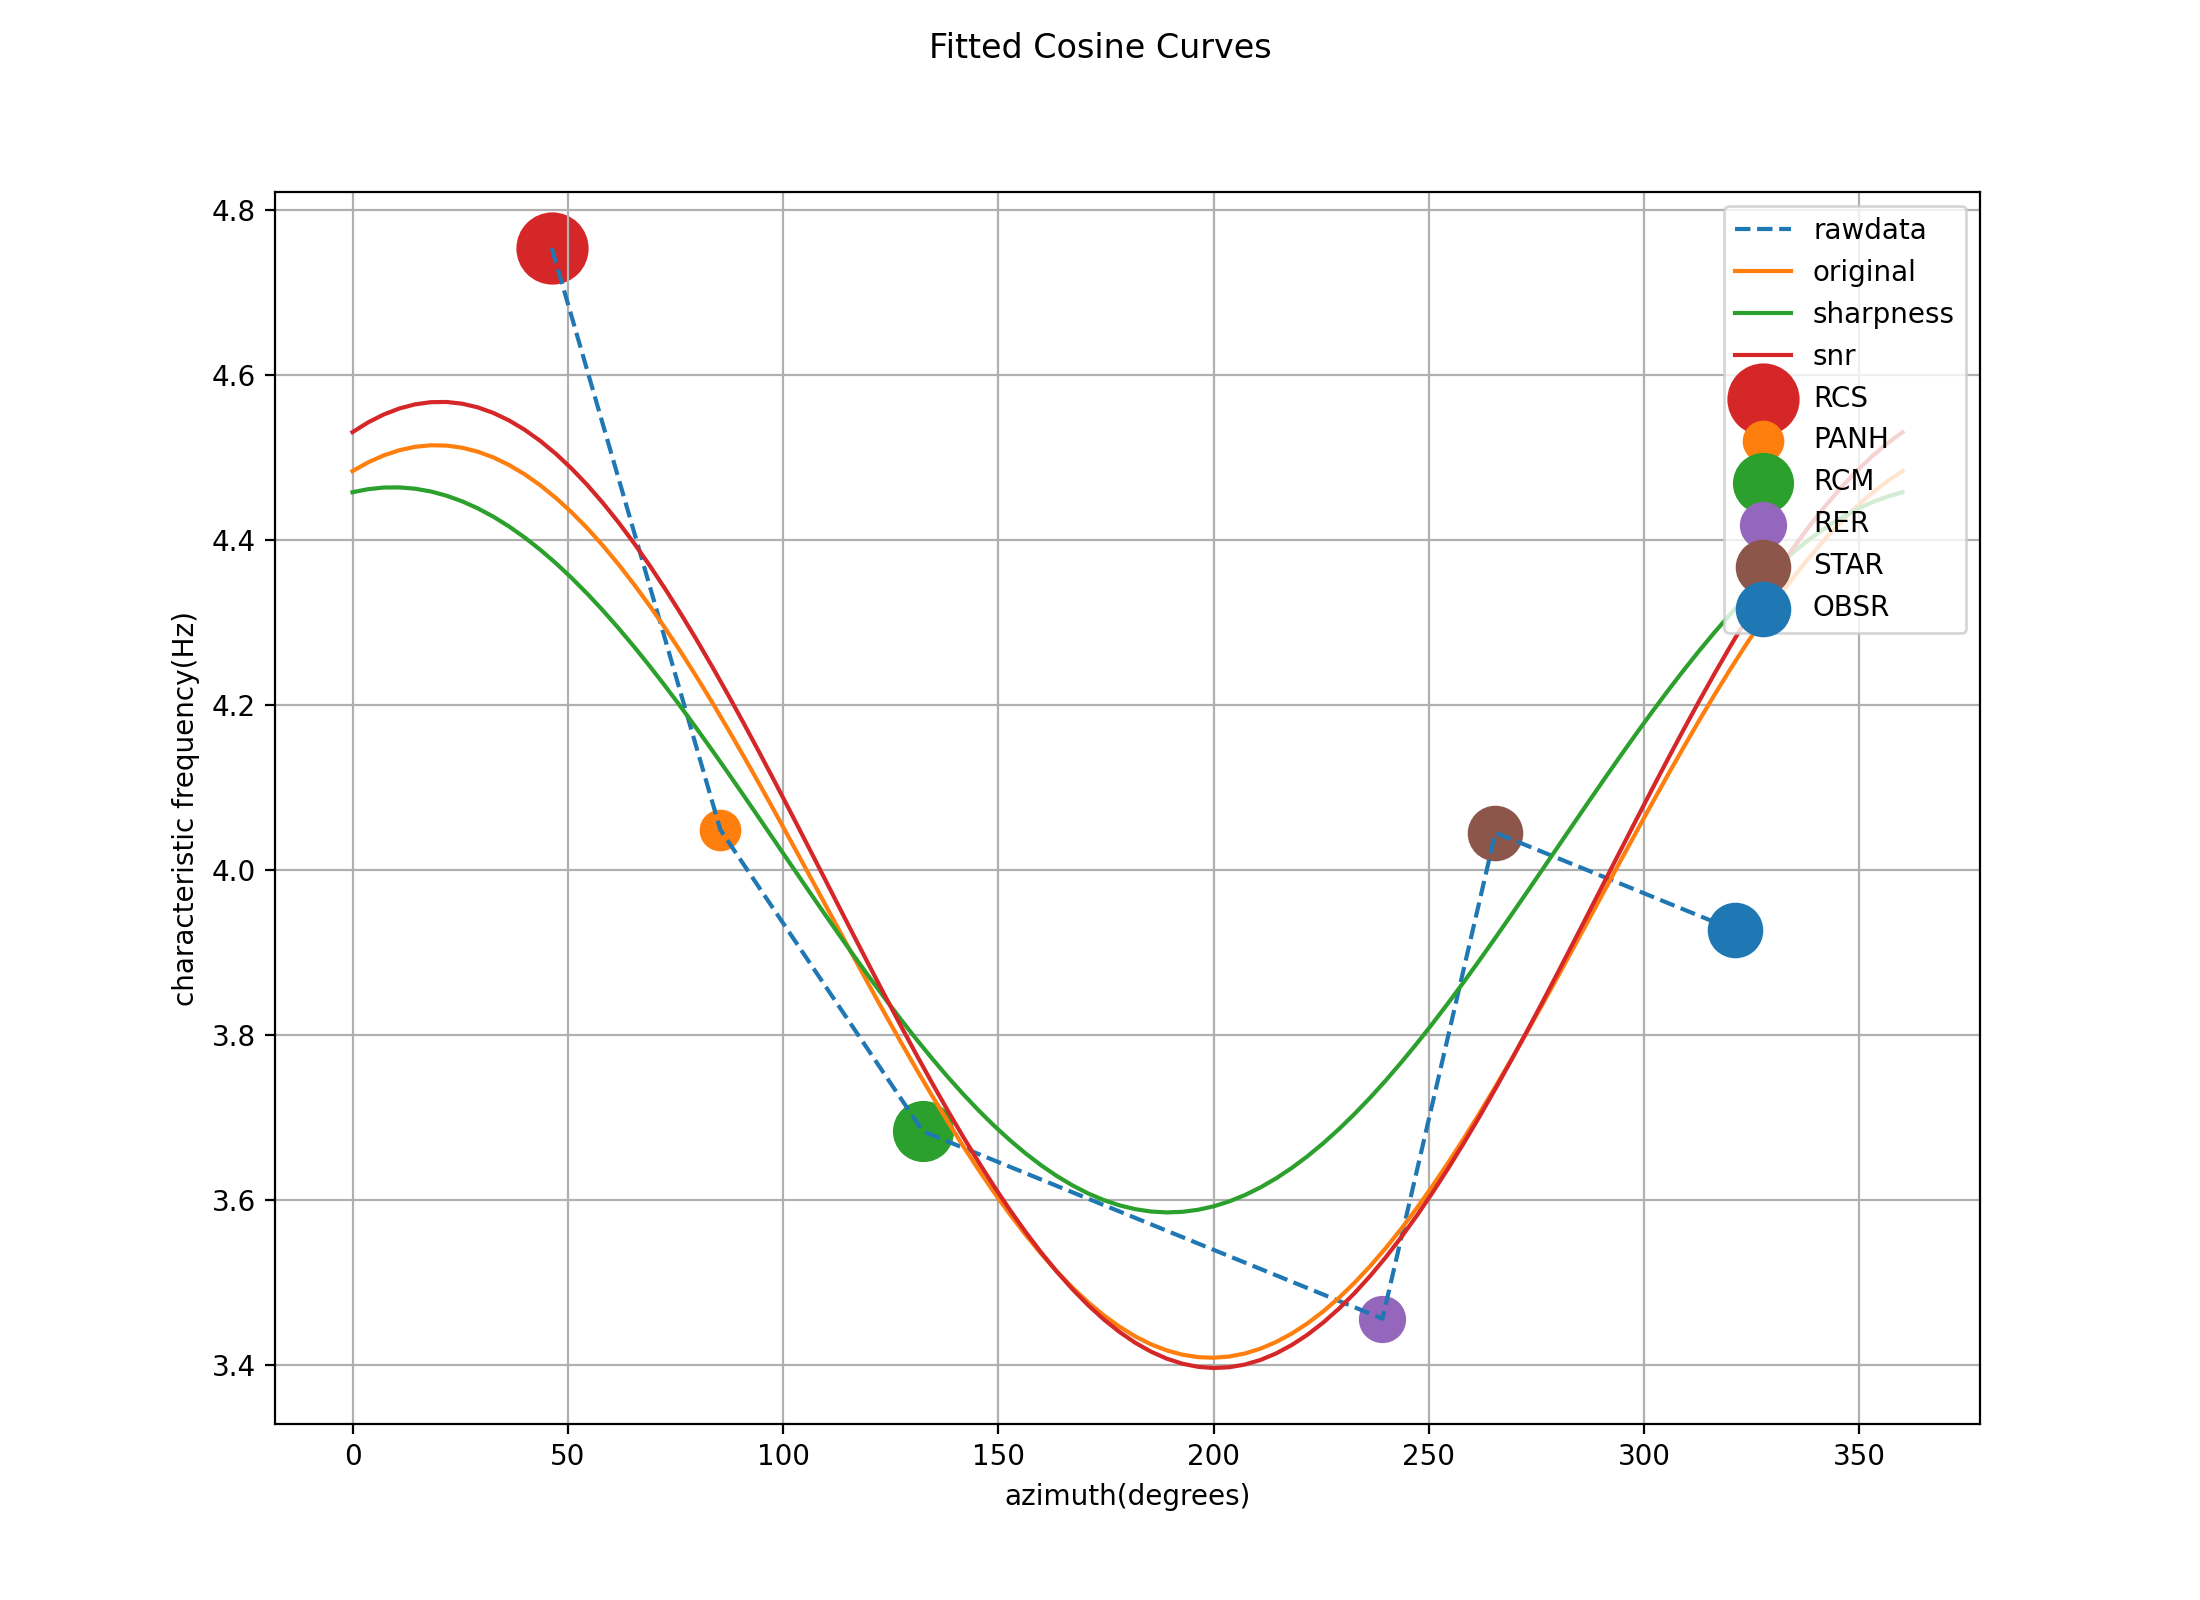 Fitted Cosine Curves
4.8
4.6
4.4
4.2
4.0
3.8
3.6
3.4
characteristic frequency(Hz)
rawdata
original
sharpness
snr
RCS
PANH
RCM
RER
STAR
OBSR
0 50 100 150 200 250 300 350
azimuth(degrees)